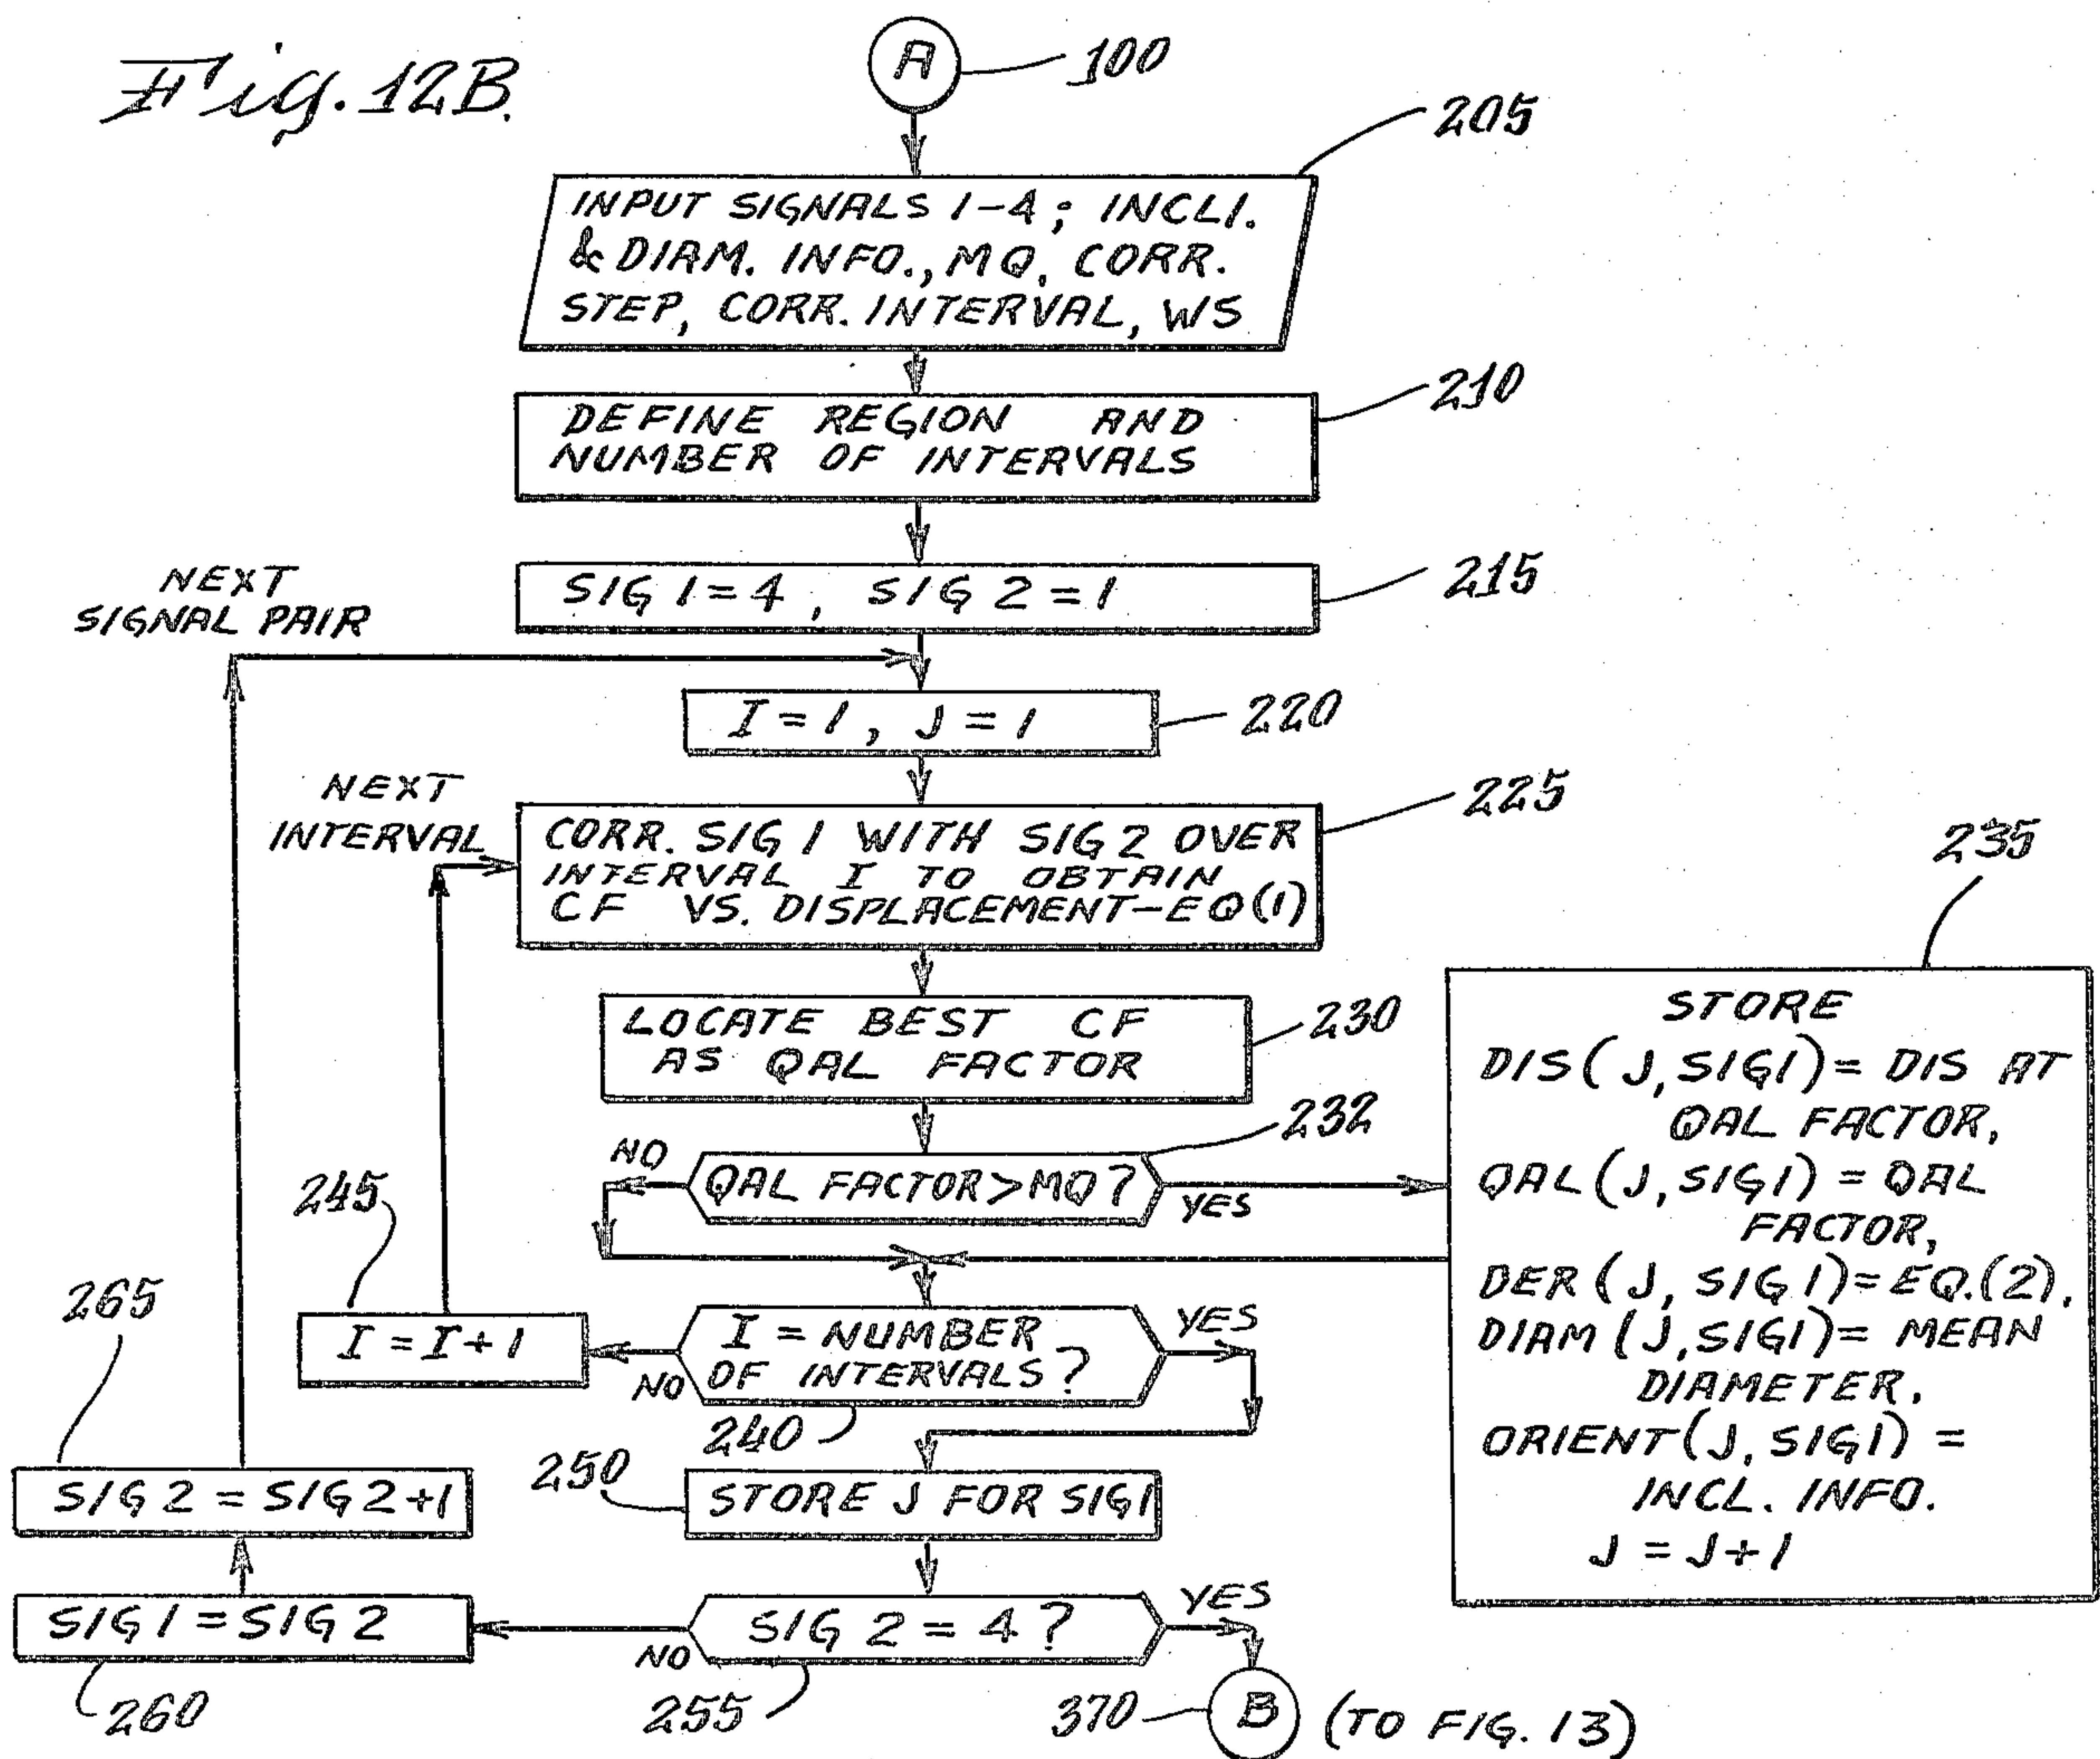 Fig. 12B.
A
100
205
INPUT SIGNALS 1-4; INCLI.
& DIAM. INFO., MQ, CORR.
STEP, CORR. INTERVAL, WS
210
DEFINE REGION AND
NUMBER OF INTERVALS
215
SIG 1=4, SIG 2=1
NEXT
SIGNAL PAIR
I=1, J=1
220
NEXT
INTERVAL
225
CORR. SIG 1 WITH SIG 2 OVER
INTERVAL I TO OBTAIN
CF VS. DISPLACEMENT-EQ(1)
230
LOCATE BEST CF
AS QAL FACTOR
232
NO
QAL FACTOR>MQ?
YES
235
STORE
DIS(J,SIG1)= DIS AT
QAL FACTOR,
QAL(J,SIG1)= QAL
FACTOR,
DER(J,SIG1)=EQ.(2),
DIAM(J,SIG1)= MEAN
DIAMETER,
ORIENT(J,SIG1)=
INCL. INFO.
J=J+1
245
I=I+1
I=NUMBER
OF INTERVALS?
YES
NO
240
250
STORE J FOR SIG1
265
SIG 2=SIG2+1
SIG 1=SIG 2
260
SIG 2=4?
YES
NO
255
370
B
(TO FIG. 13)